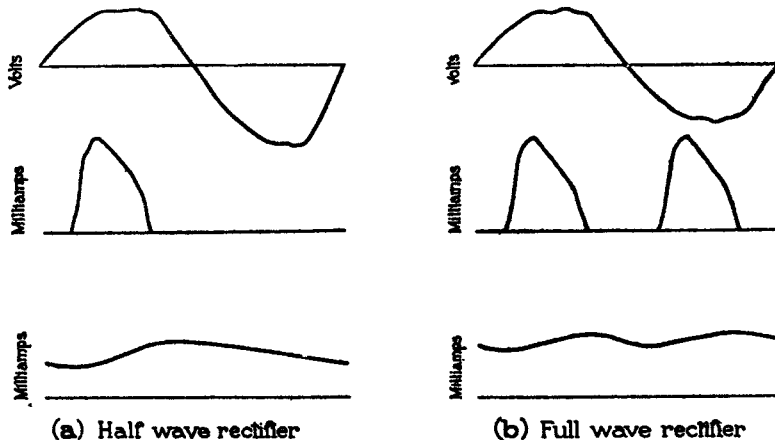 Volts
Milliamps
Milliamps
(a) Half wave rectifier
Volts
Milliamps
Milliamps
(b) Full wave rectifier